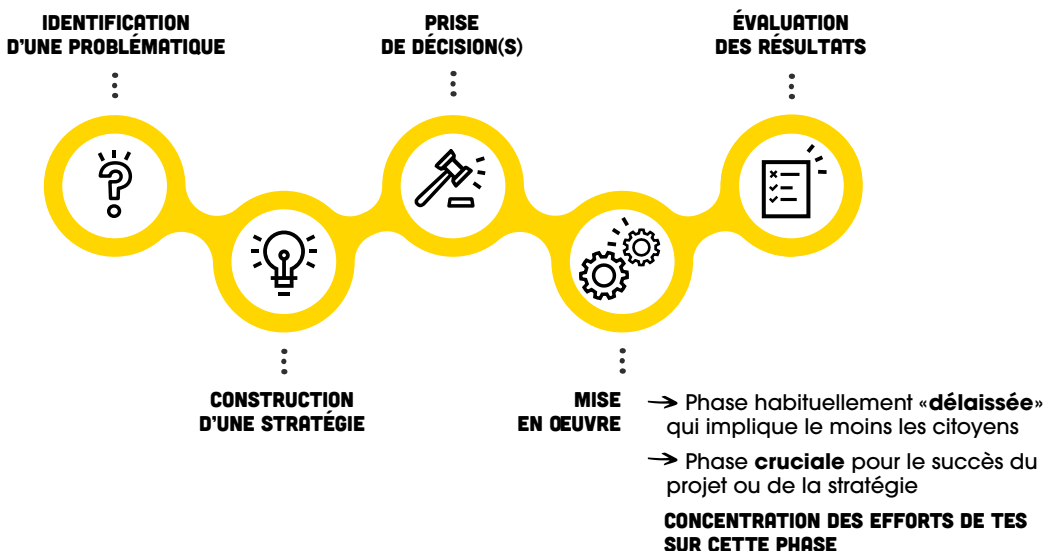 IDENTIFICATION
D'UNE PROBLÉMATIQUE
PRISE
DE DÉCISION(S)
ÉVALUATION
DES RÉSULTATS
CONSTRUCTION
D'UNE STRATÉGIE
MISE
EN ŒUVRE
→ Phase habituellement «délaissée»
qui implique le moins les citoyens
→ Phase cruciale pour le succès du
projet ou de la stratégie
CONCENTRATION DES EFFORTS DE TES
SUR CETTE PHASE